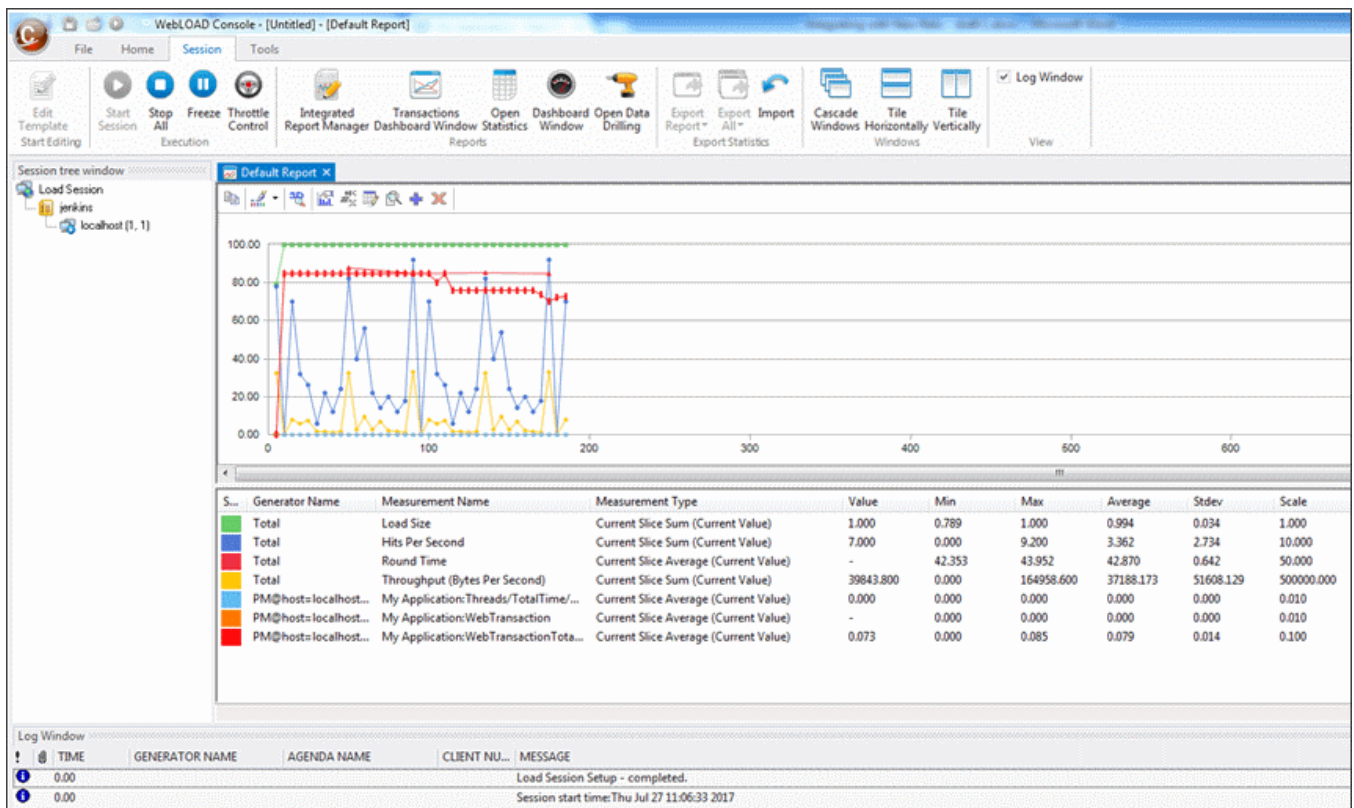 WebLOAD Console - [Untitled] - [Default Report]
File Home Session Tools
Edit Template
Start Session
Stop All
Freeze
Throttle Control
Integrated Report Manager
Transactions Dashboard Window
Open Statistics
Dashboard Window
Open Data Drilling
Export Report
Export All
Import
Cascade Windows
Tile Horizontally
Tile Vertically
Log Window
Start Editing Execution Reports Export Statistics Windows View
Session tree window
Load Session
jenkins
localhost (1, 1)
Default Report
100.00
80.00
60.00
40.00
20.00
0.00
0 100 200 300 400 500 600
S... Generator Name Measurement Name Measurement Type Value Min Max Average Stdev Scale
Total Load Size Current Slice Sum (Current Value) 1.000 0.789 1.000 0.994 0.034 1.000
Total Hits Per Second Current Slice Sum (Current Value) 7.000 0.000 9.200 3.362 2.734 10.000
Total Round Time Current Slice Average (Current Value) - 42.353 43.952 42.870 0.642 50.000
Total Throughput (Bytes Per Second) Current Slice Sum (Current Value) 39843.800 0.000 164958.600 37188.173 51608.129 500000.000
PM@host=localhost... My Application:Threads/TotalTime/... Current Slice Average (Current Value) 0.000 0.000 0.000 0.000 0.000 0.010
PM@host=localhost... My Application:WebTransaction Current Slice Average (Current Value) - 0.000 0.000 0.000 0.000 0.010
PM@host=localhost... My Application:WebTransactionTota... Current Slice Average (Current Value) 0.073 0.000 0.085 0.079 0.014 0.100
Log Window
! TIME GENERATOR NAME AGENDA NAME CLIENT NU... MESSAGE
0.00 Load Session Setup - completed.
0.00 Session start time:Thu Jul 27 11:06:33 2017